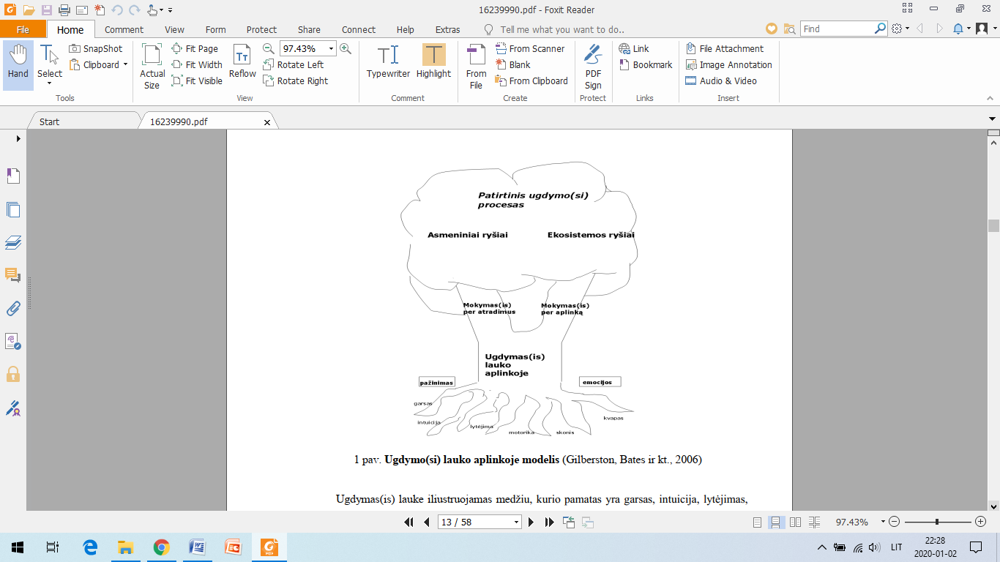 16239990.pdf - Foxit Reader
File Home Comment View Form Protect Share Connect Help Extras Tell me what you want to do.. Find
Hand
Select
SnapShot
Clipboard
Tools
Actual Size
Fit Page
Fit Width
Fit Visible
Reflow
97.43%
Rotate Left
Rotate Right
View
Typewriter
Highlight
Comment
From File
From Scanner
Blank
From Clipboard
Create
PDF Sign
Protect
Link
Bookmark
Links
File Attachment
Image Annotation
Audio & Video
Insert
Start 16239990.pdf
Patirtinis ugdymo(si)
procesas
Asmeniniai ryšiai Ekosistemos ryšiai
Mokymas(is)
per atradimus
Mokymas(is)
per aplinką
Ugdymas(is)
lauko
aplinkoje
pažinimas
emocijos
garsas
intuicija
lytėjima
motorika
skonis
kvapas
1 pav. Ugdymo(si) lauko aplinkoje modelis (Gilberston, Bates ir kt., 2006)
Ugdymas(is) lauke iliustruojamas medžiu, kurio pamatas yra garsas, intuicija, lytėjimas,
13 / 58
97.43%
LIT
22:28
2020-01-02